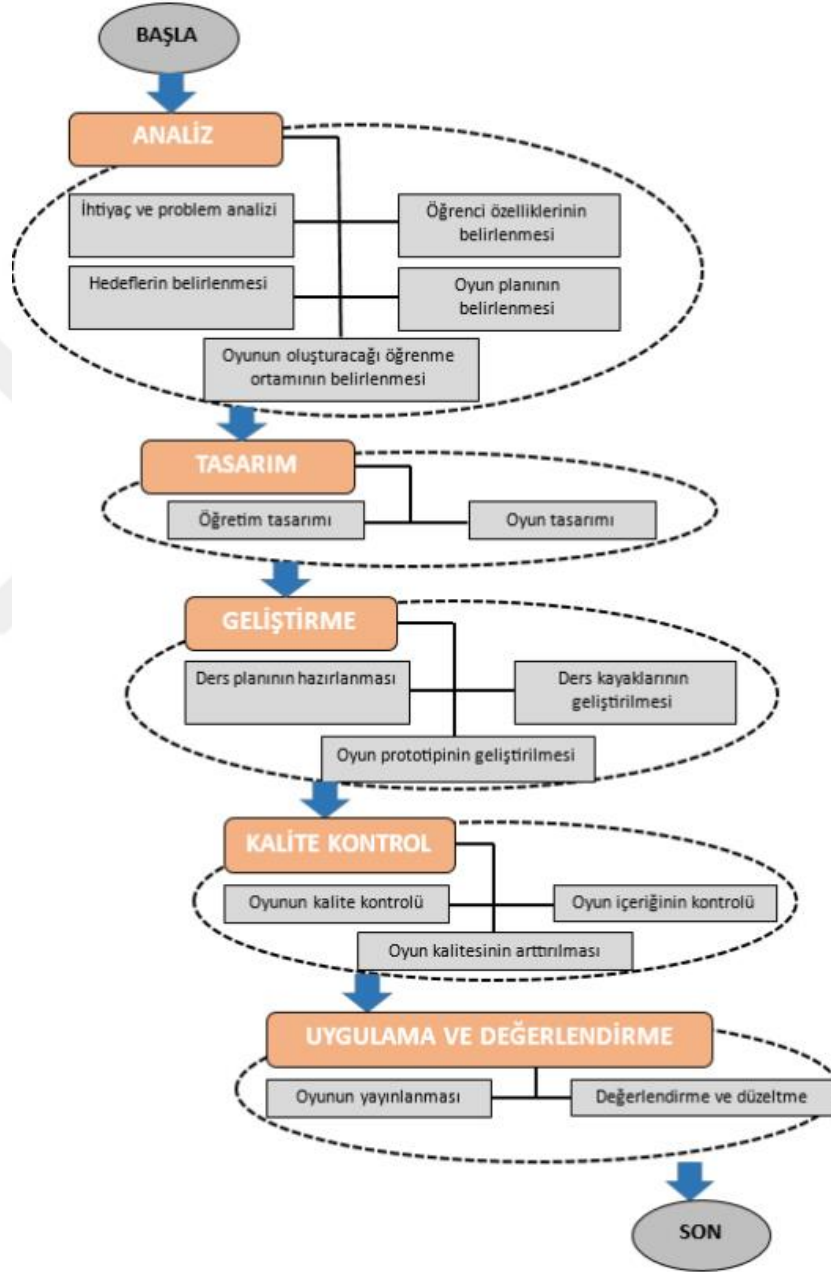 BAŞLA
ANALİZ
İhtiyaç ve problem analizi
Öğrenci özelliklerinin
belirlenmesi
Hedeflerin belirlenmesi
Oyun planının
belirlenmesi
Oyunun oluşturacağı öğrenme
ortamının belirlenmesi
TASARIM
Öğretim tasarımı
Oyun tasarımı
GELİŞTİRME
Ders planının hazırlanması
Ders kayaklarının
geliştirilmesi
Oyun prototipinin geliştirilmesi
KALİTE KONTROL
Oyunun kalite kontrolü
Oyun içeriğinin kontrolü
Oyun kalitesinin arttırılması
UYGULAMA VE DEĞERLENDİRME
Oyunun yayınlanması
Değerlendirme ve düzeltme
SON